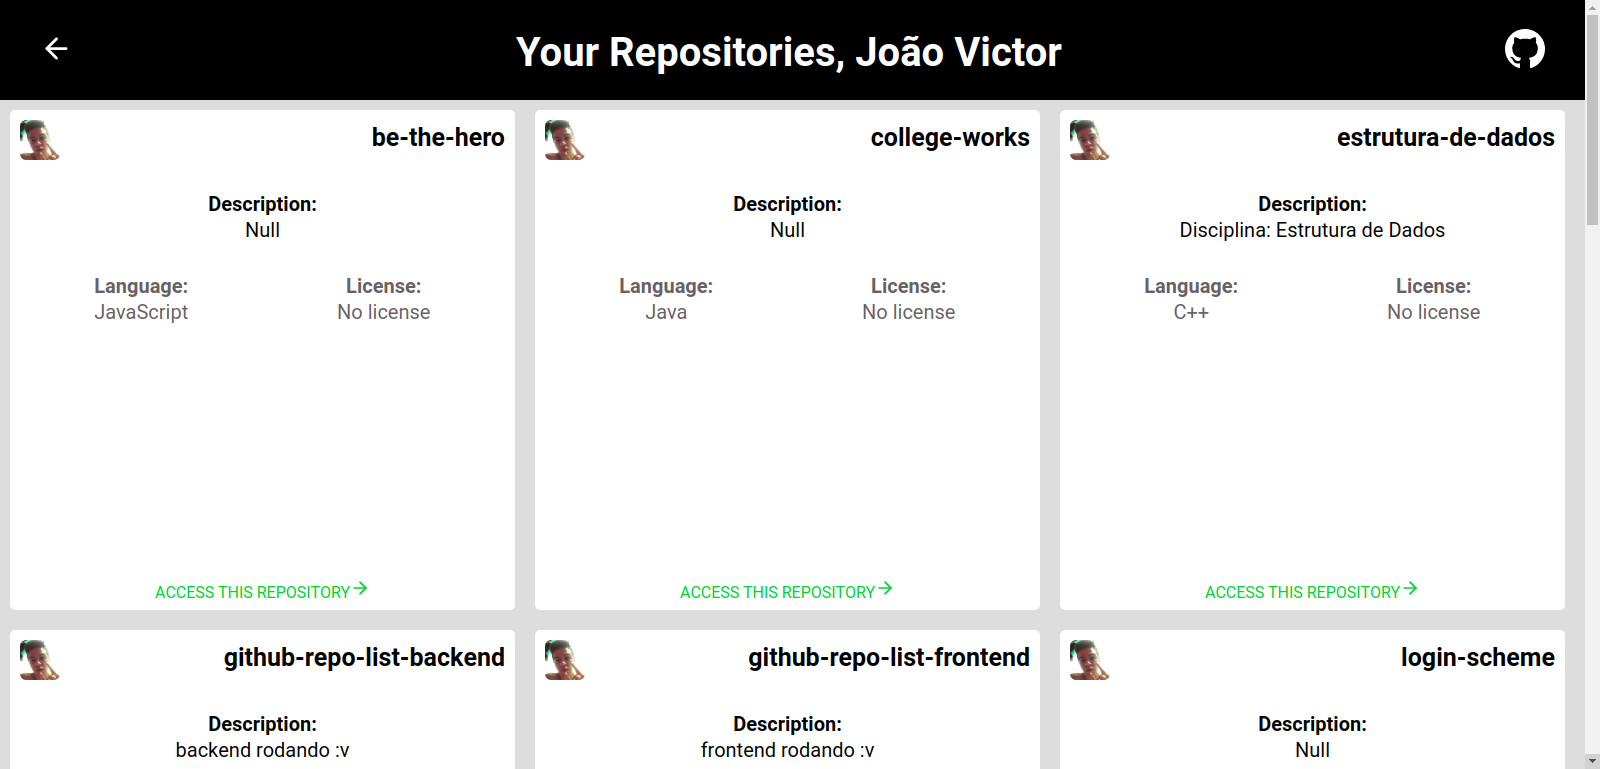 Your Repositories, João Victor
be-the-hero
Description:
Null
Language:
JavaScript
License:
No license
ACCESS THIS REPOSITORY
college-works
Description:
Null
Language:
Java
License:
No license
ACCESS THIS REPOSITORY
estrutura-de-dados
Description:
Disciplina: Estrutura de Dados
Language:
C++
License:
No license
ACCESS THIS REPOSITORY
github-repo-list-backend
Description:
backend rodando :v
github-repo-list-frontend
Description:
frontend rodando :v
login-scheme
Description:
Null